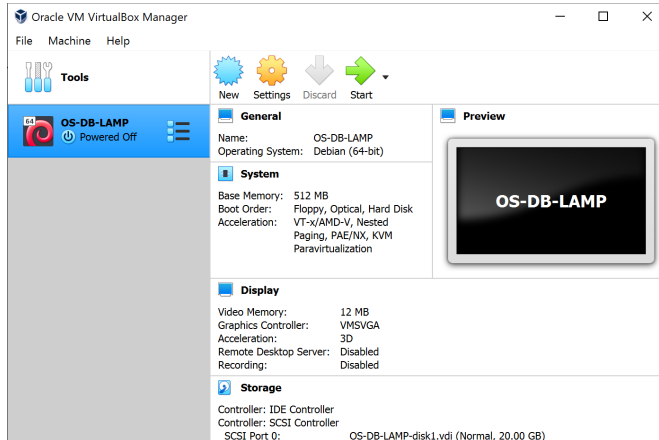 Oracle VM VirtualBox Manager
File Machine Help
Tools
New Settings Discard Start
64
OS-DB-LAMP
Powered Off
General
Name: OS-DB-LAMP
Operating System: Debian (64-bit)
System
Base Memory: 512 MB
Boot Order: Floppy, Optical, Hard Disk
Acceleration: VT-x/AMD-V, Nested
Paging, PAE/NX, KVM
Paravirtualization
Preview
OS-DB-LAMP
Display
Video Memory: 12 MB
Graphics Controller: VMSVGA
Acceleration: 3D
Remote Desktop Server: Disabled
Recording: Disabled
Storage
Controller: IDE Controller
Controller: SCSI Controller
SCSI Port 0: OS-DB-LAMP-disk1.vdi (Normal, 20.00 GB)